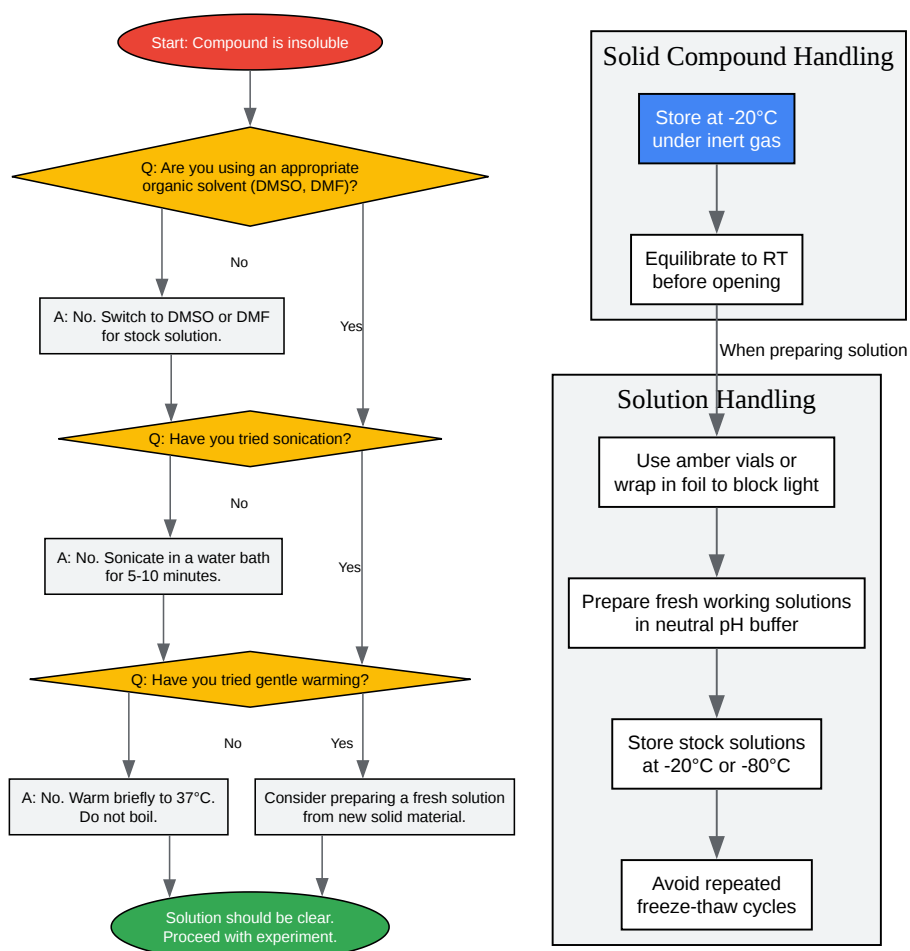 Start: Compound is insoluble
Q: Are you using an appropriate
organic solvent (DMSO, DMF)?
No
Yes
A: No. Switch to DMSO or DMF
for stock solution.
Q: Have you tried sonication?
No
Yes
A: No. Sonicate in a water bath
for 5-10 minutes.
Q: Have you tried gentle warming?
No
Yes
A: No. Warm briefly to 37°C.
Do not boil.
Consider preparing a fresh solution
from new solid material.
Solution should be clear.
Proceed with experiment.
Solid Compound Handling
Store at -20°C
under inert gas
Equilibrate to RT
before opening
When preparing solution
Solution Handling
Use amber vials or
wrap in foil to block light
Prepare fresh working solutions
in neutral pH buffer
Store stock solutions
at -20°C or -80°C
Avoid repeated
freeze-thaw cycles